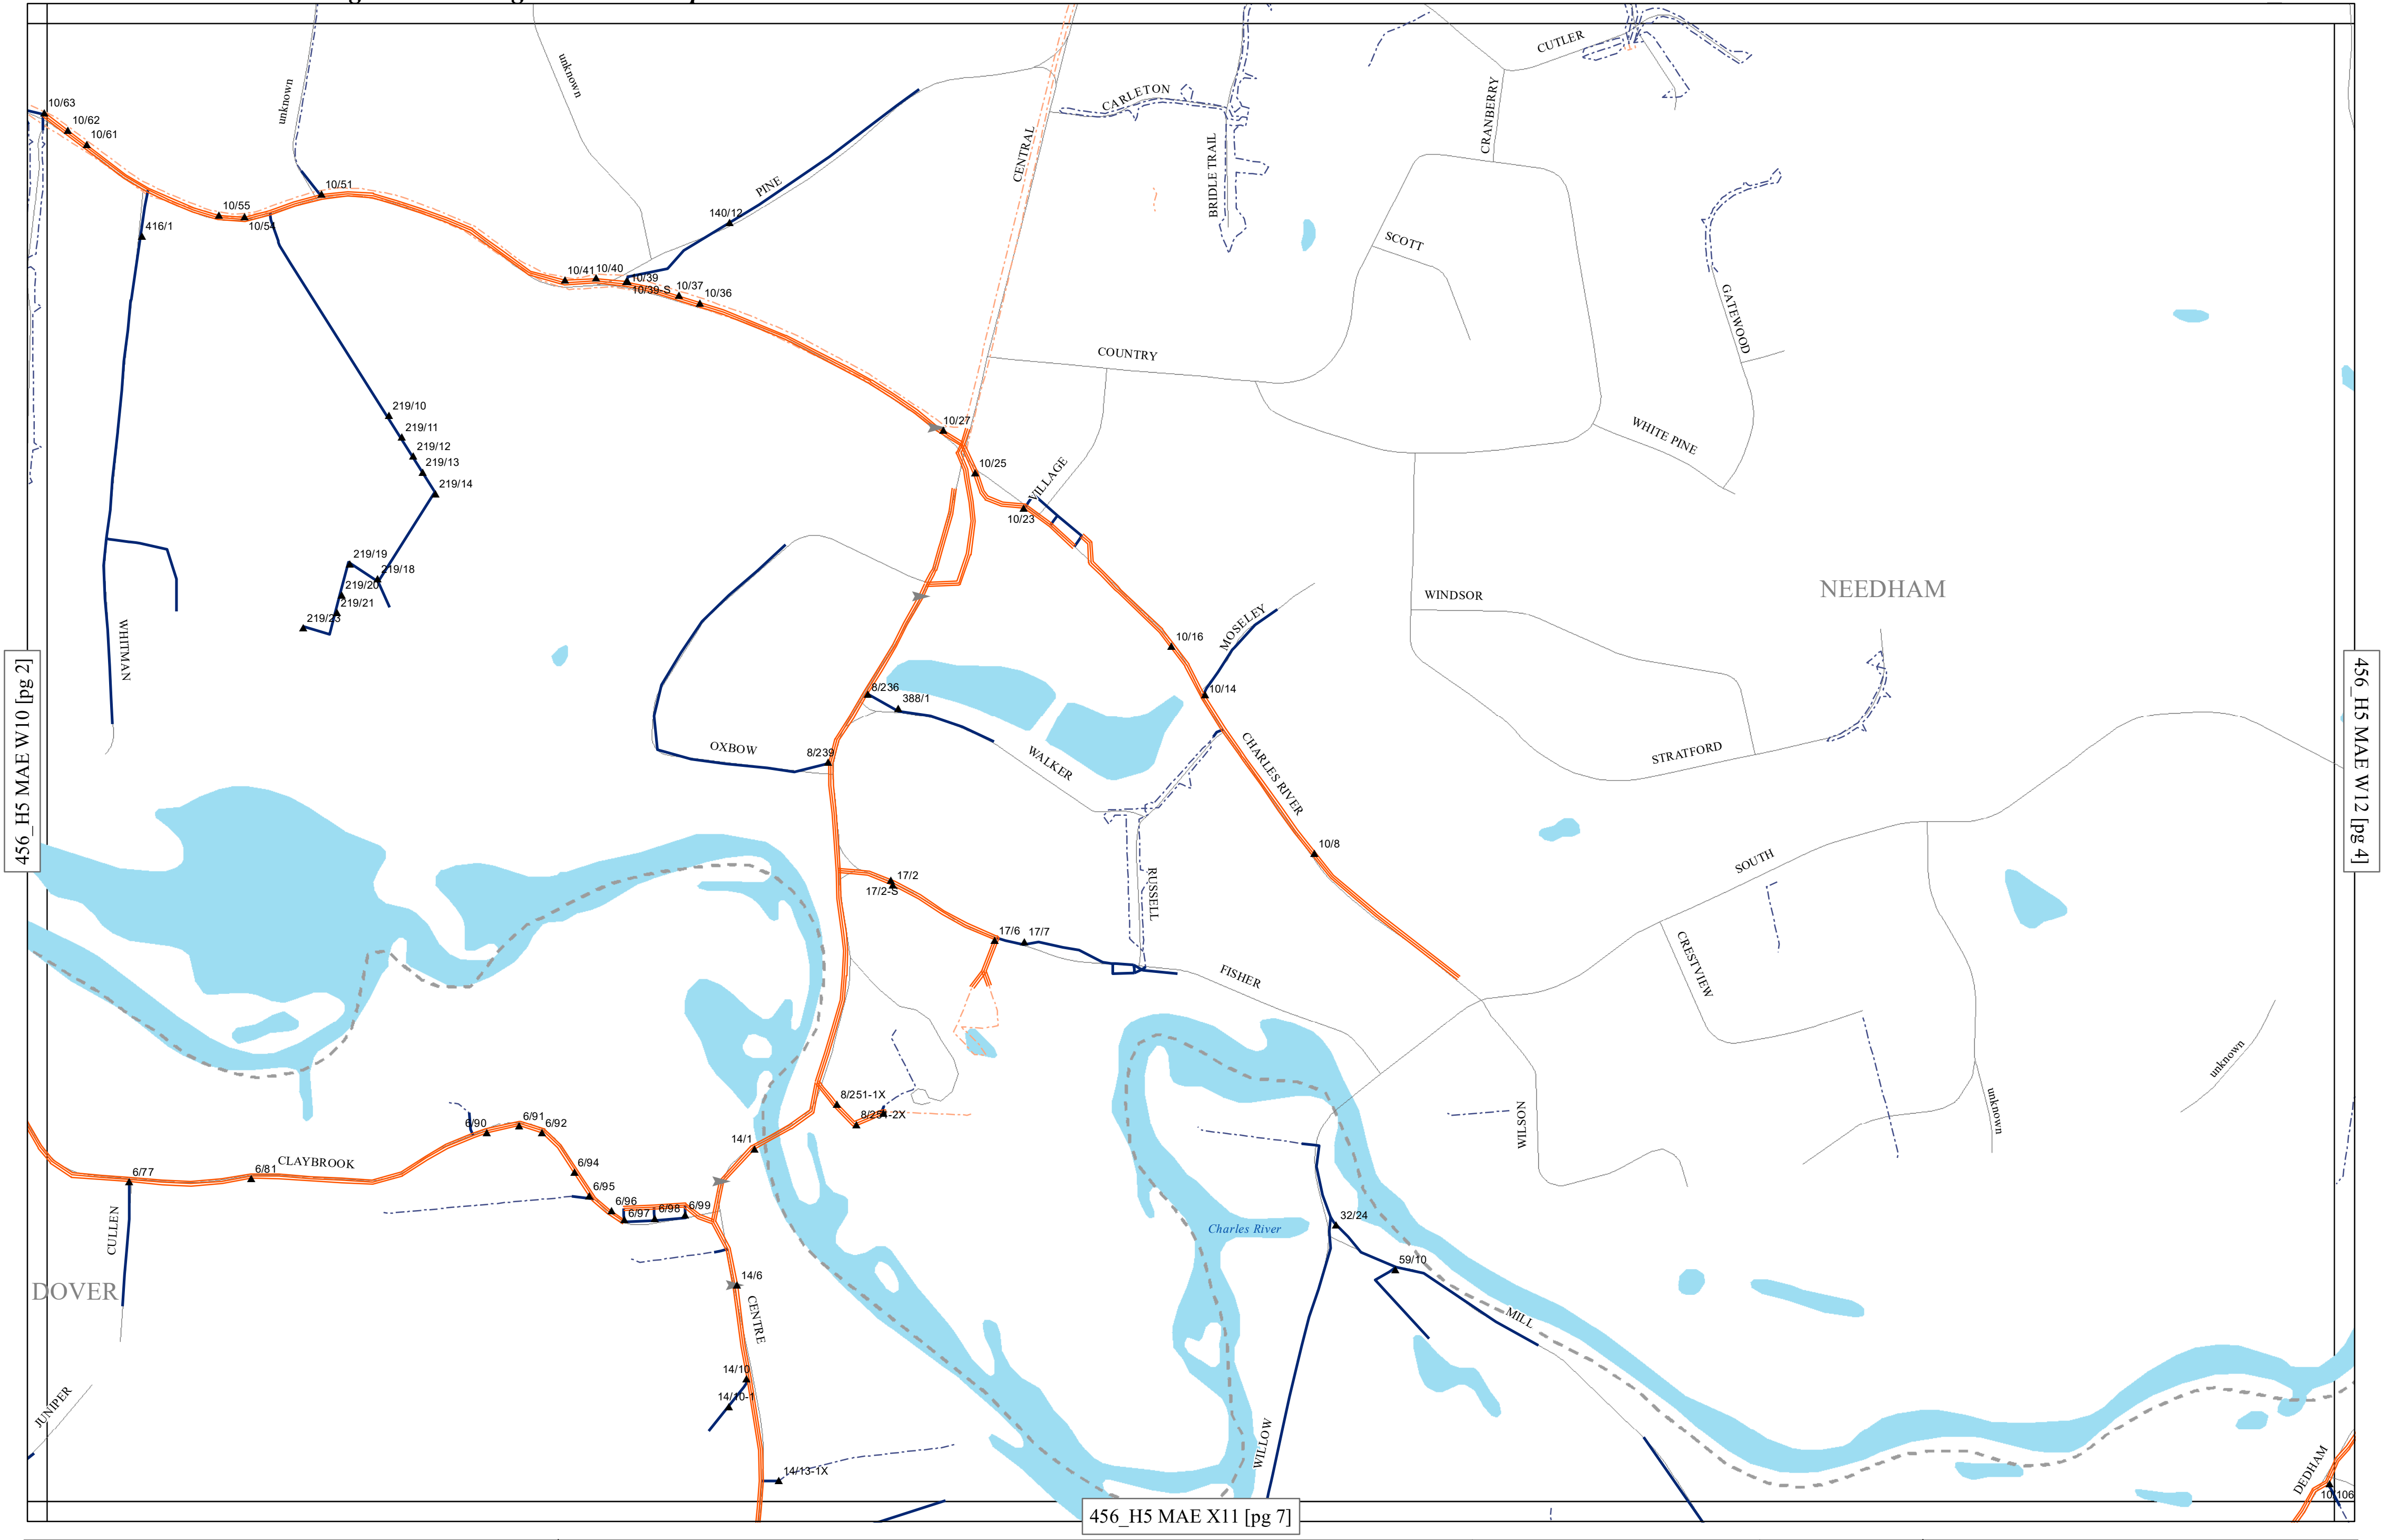 CUTLER
unknown
unknown
CRANBERRY
CARLETON
10/63
10/62
10/61
CENTRAL
BRIDLE TRAIL
PINE
10/51
10/55
10/54
416/1
140/12
SCOTT
10/41
10/40
10/39
10/39-S
10/37
10/36
GATEWOOD
COUNTRY
219/10
219/11
219/12
219/13
219/14
10/27
10/25
VILLAGE
10/23
WHITE PINE
219/19
219/18
219/20
219/21
219/23
WHITMAN
WINDSOR
NEEDHAM
MOSELEY
10/16
10/14
456_H5 MAE W10 [pg 2]
456_H5 MAE W12 [pg 4]
8/236
388/1
OXBOW
8/239
WALKER
CHARLES RIVER
STRATFORD
10/8
SOUTH
17/2
17/2-S
RUSSELL
17/6
17/7
FISHER
CRESTVIEW
unknown
unknown
WILSON
8/251-1X
8/251-2X
6/90
6/91
6/92
14/1
CLAYBROOK
6/77
6/81
6/94
6/95
6/96
6/97
6/98
6/99
CULLEN
32/24
Charles River
59/10
DOVER
14/6
CENTRE
MILL
14/10
14/10-1
JUNIPER
WILLOW
14/13-1X
DEDHAM
10/106
456_H5 MAE X11 [pg 7]